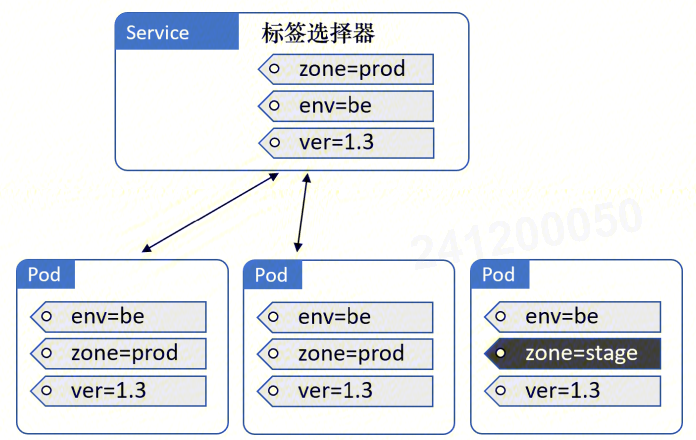 Service
标签选择器
zone=prod
env=be
ver=1.3
241200050
Pod
env=be
zone=prod
ver=1.3
Pod
env=be
zone=prod
ver=1.3
Pod
env=be
zone=stage
ver=1.3